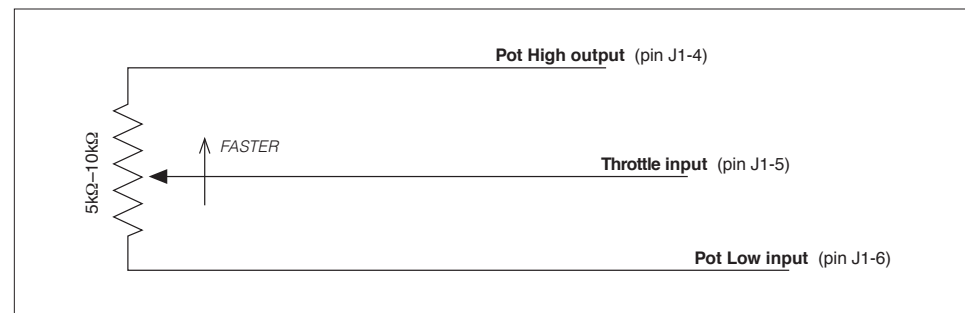 Pot High output (pin J1-4)
5kΩ–10kΩ
FASTER
Throttle input (pin J1-5)
Pot Low input (pin J1-6)